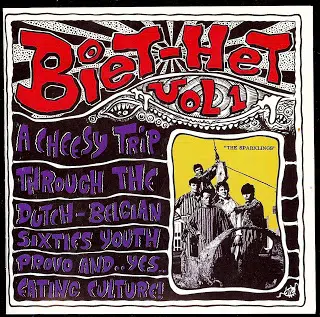 BIET-HET
VOL 1
A CHEESY TRIP
THROUGH THE
DUTCH-BELGIAN
SIXTIES YOUTH
PROVO AND..YES..
EATING CULTURE!
"THE SPARKLINGS"